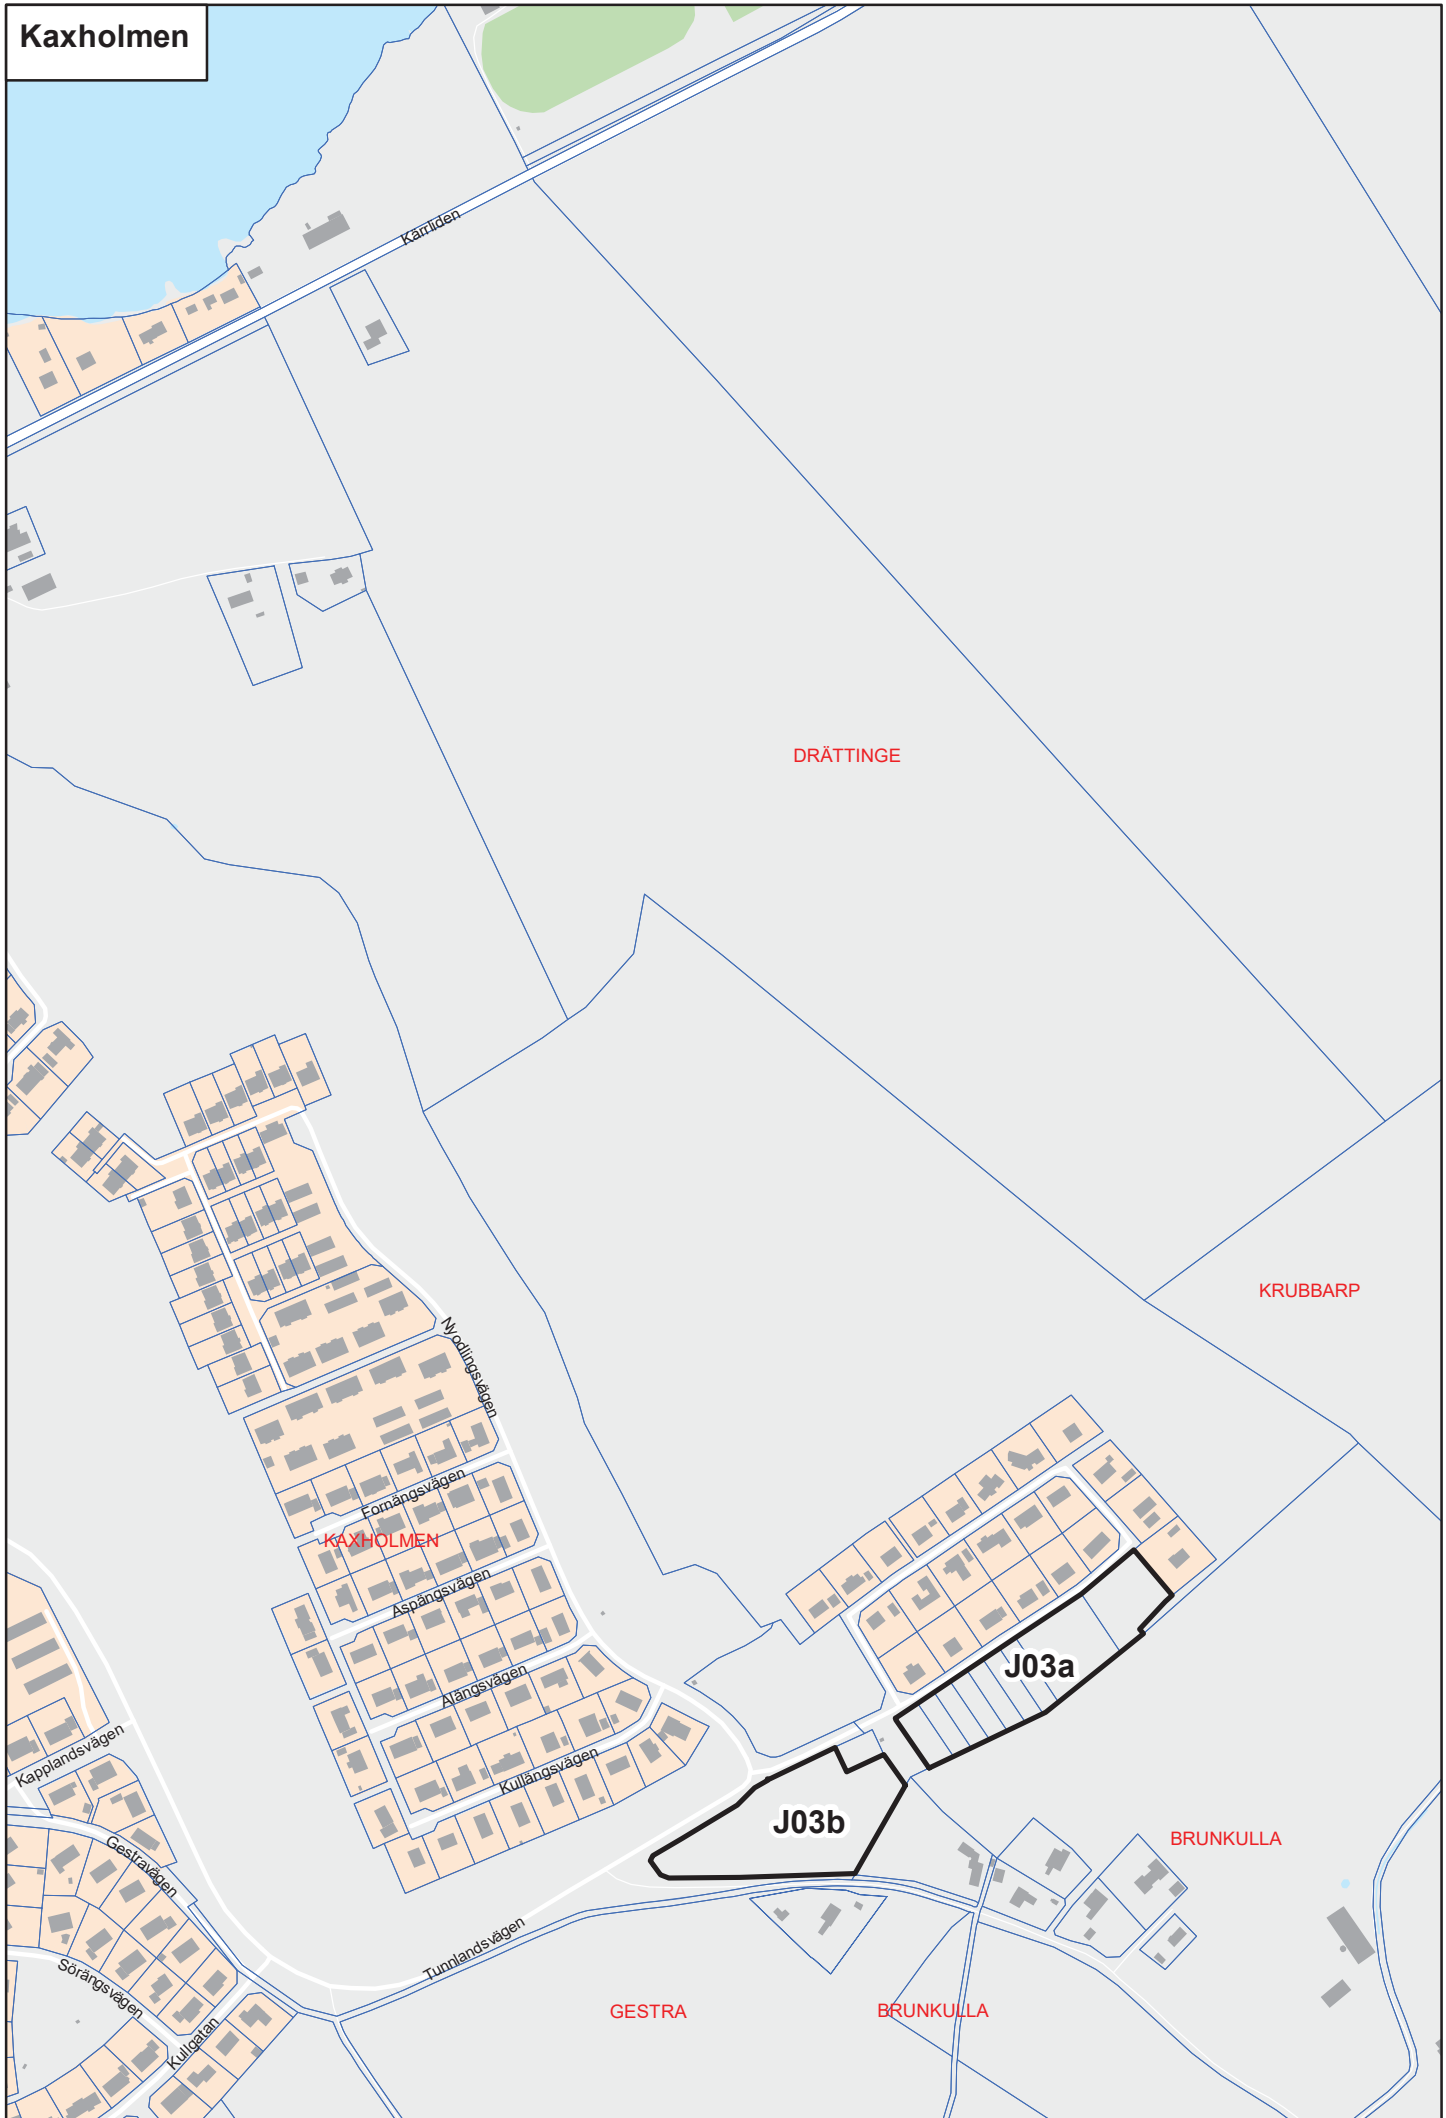 Kaxholmen
Kärrliden
DRÄTTINGE
KRUBBARP
Nyodlingsvägen
Fornängsvägen
KAXHOLMEN
Aspängsvägen
Alängsvägen
J03a
Kapplandsvägen
Kullängsvägen
J03b
BRUNKULLA
Gestravägen
Tunnlandsvägen
Sörängsvägen
GESTRA
BRUNKULLA
Kullgatan